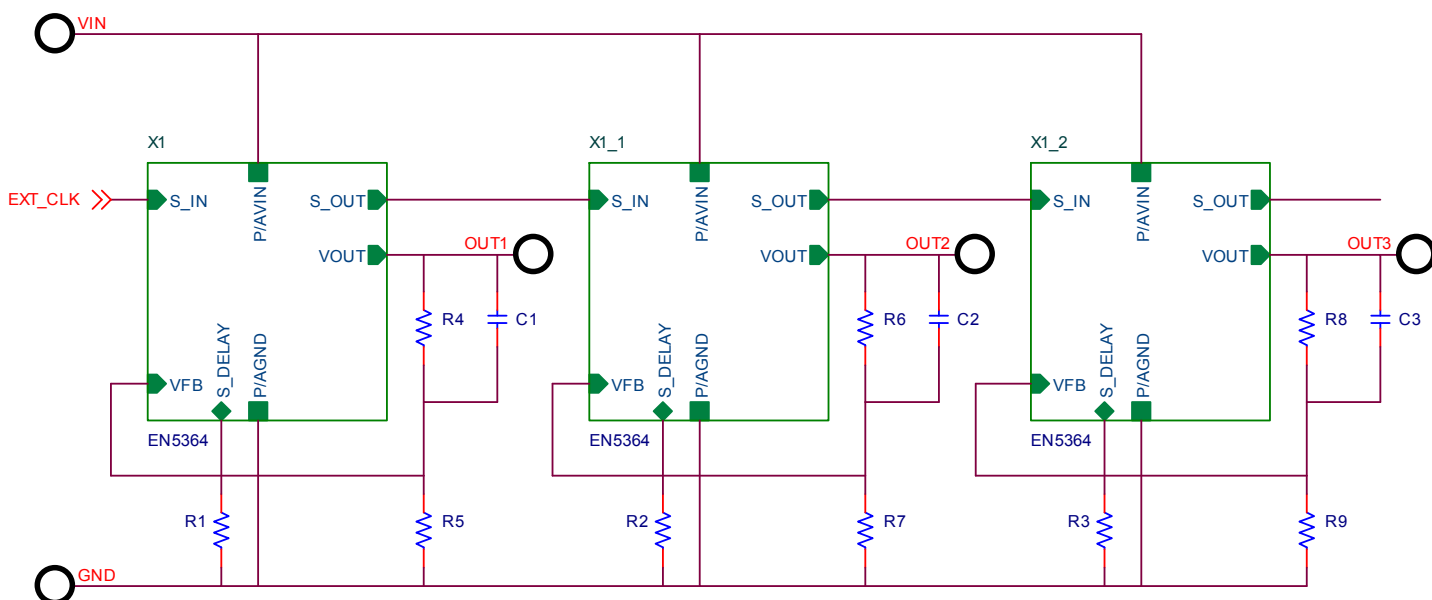 VIN
X1
X1_1
X1_2
EXT_CLK
S_IN
P/AVIN
S_OUT
S_IN
P/AVIN
S_OUT
S_IN
P/AVIN
S_OUT
VOUT
OUT1
VOUT
OUT2
VOUT
OUT3
R4
C1
R6
C2
R8
C3
VFB
S_DELAY
P/AGND
VFB
S_DELAY
P/AGND
VFB
S_DELAY
P/AGND
EN5364
EN5364
EN5364
R1
R5
R2
R7
R3
R9
GND